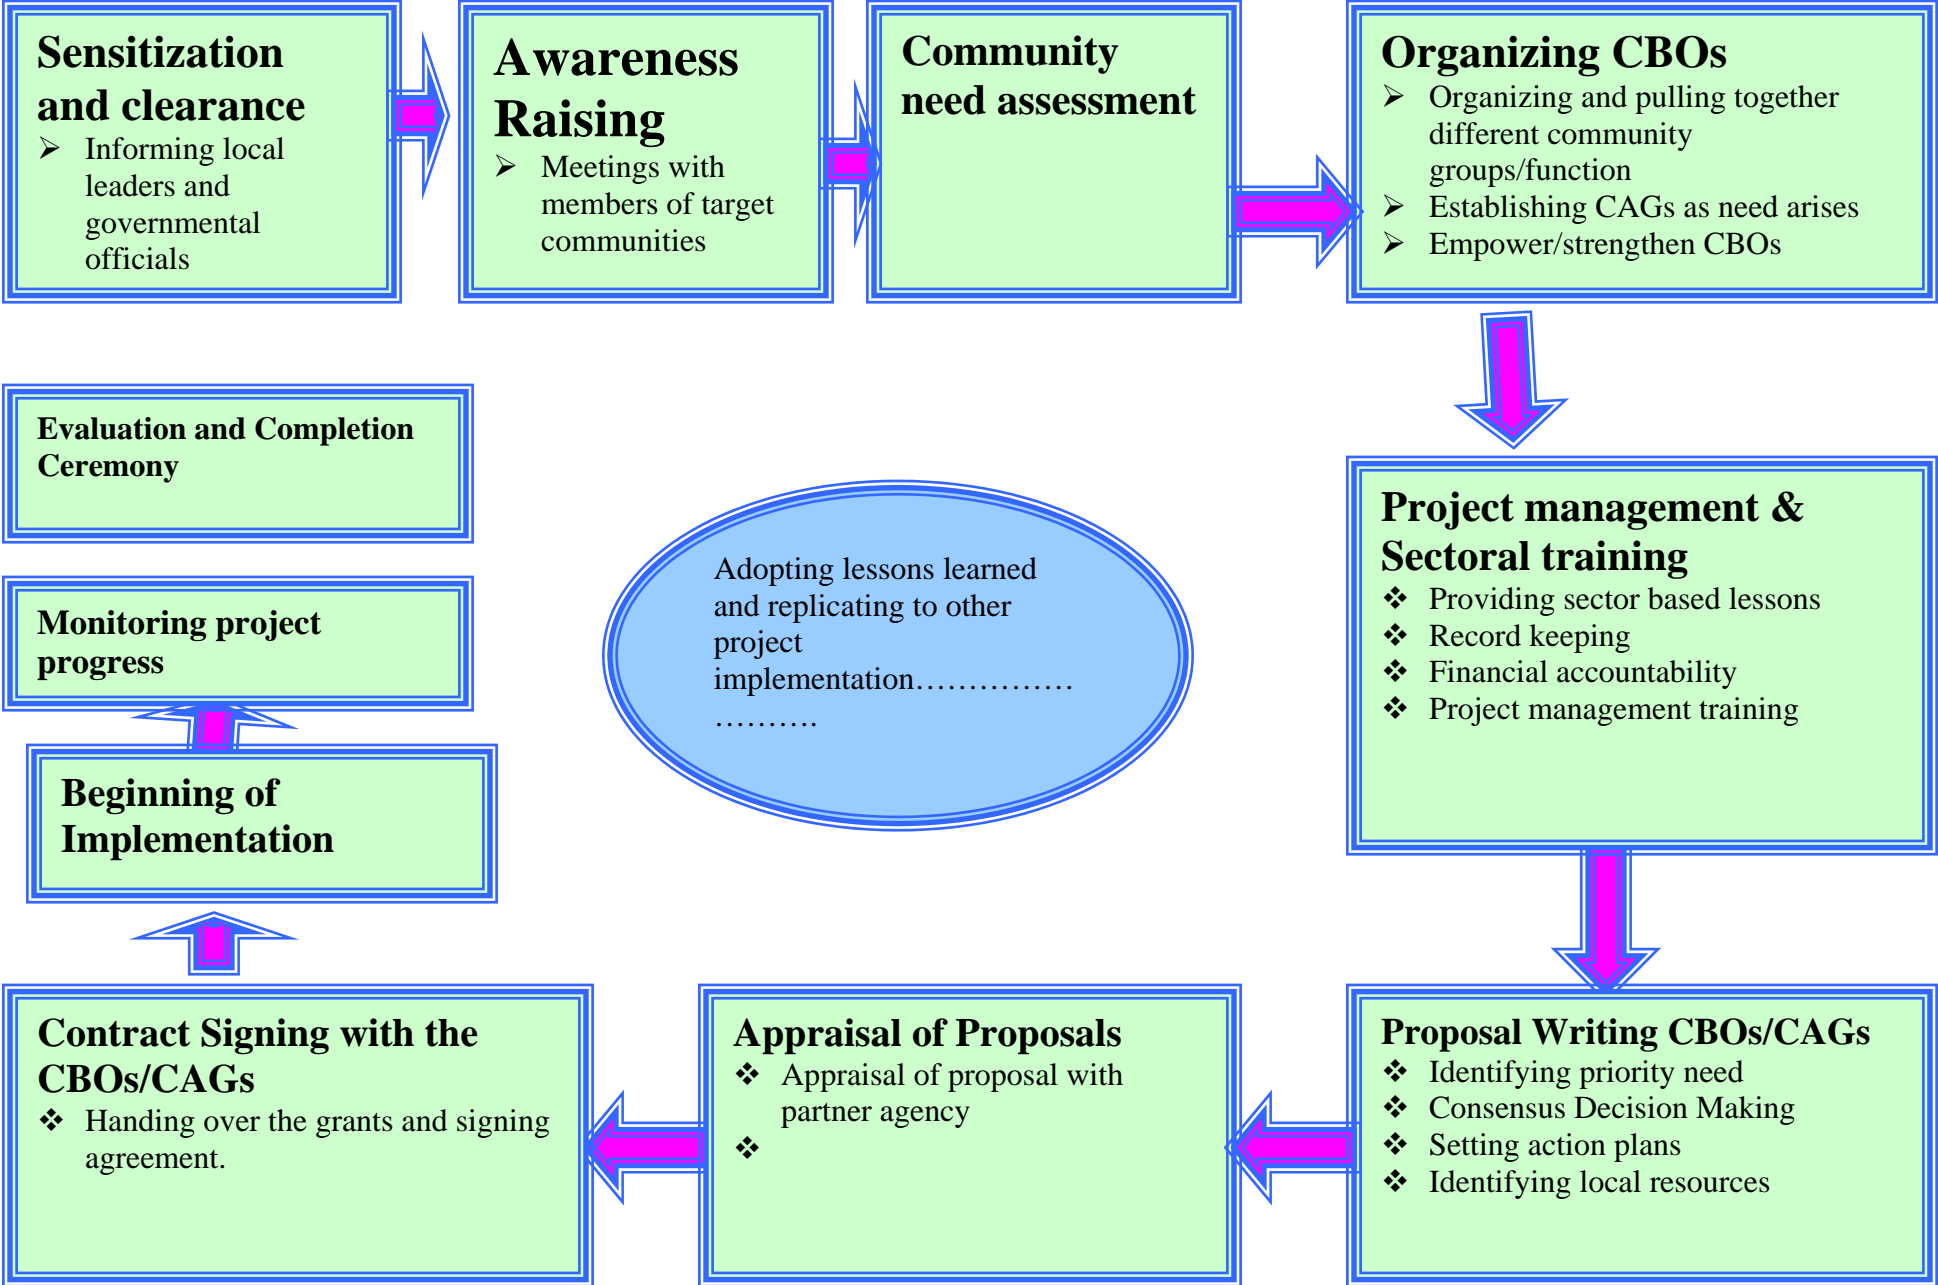 Sensitization
and clearance
➢ Informing local
leaders and
governmental
officials
Awareness
Raising
➢ Meetings with
members of target
communities
Community
need assessment
Organizing CBOs
➢ Organizing and pulling together
different community
groups/function
➢ Establishing CAGs as need arises
➢ Empower/strengthen CBOs
Project management &
Sectoral training
❖ Providing sector based lessons
❖ Record keeping
❖ Financial accountability
❖ Project management training
Proposal Writing CBOs/CAGs
❖ Identifying priority need
❖ Consensus Decision Making
❖ Setting action plans
❖ Identifying local resources
Appraisal of Proposals
❖ Appraisal of proposal with
partner agency
❖
Contract Signing with the
CBOs/CAGs
❖ Handing over the grants and signing
agreement.
Beginning of
Implementation
Monitoring project
progress
Evaluation and Completion
Ceremony
Adopting lessons learned
and replicating to other
project
implementation……………
……….